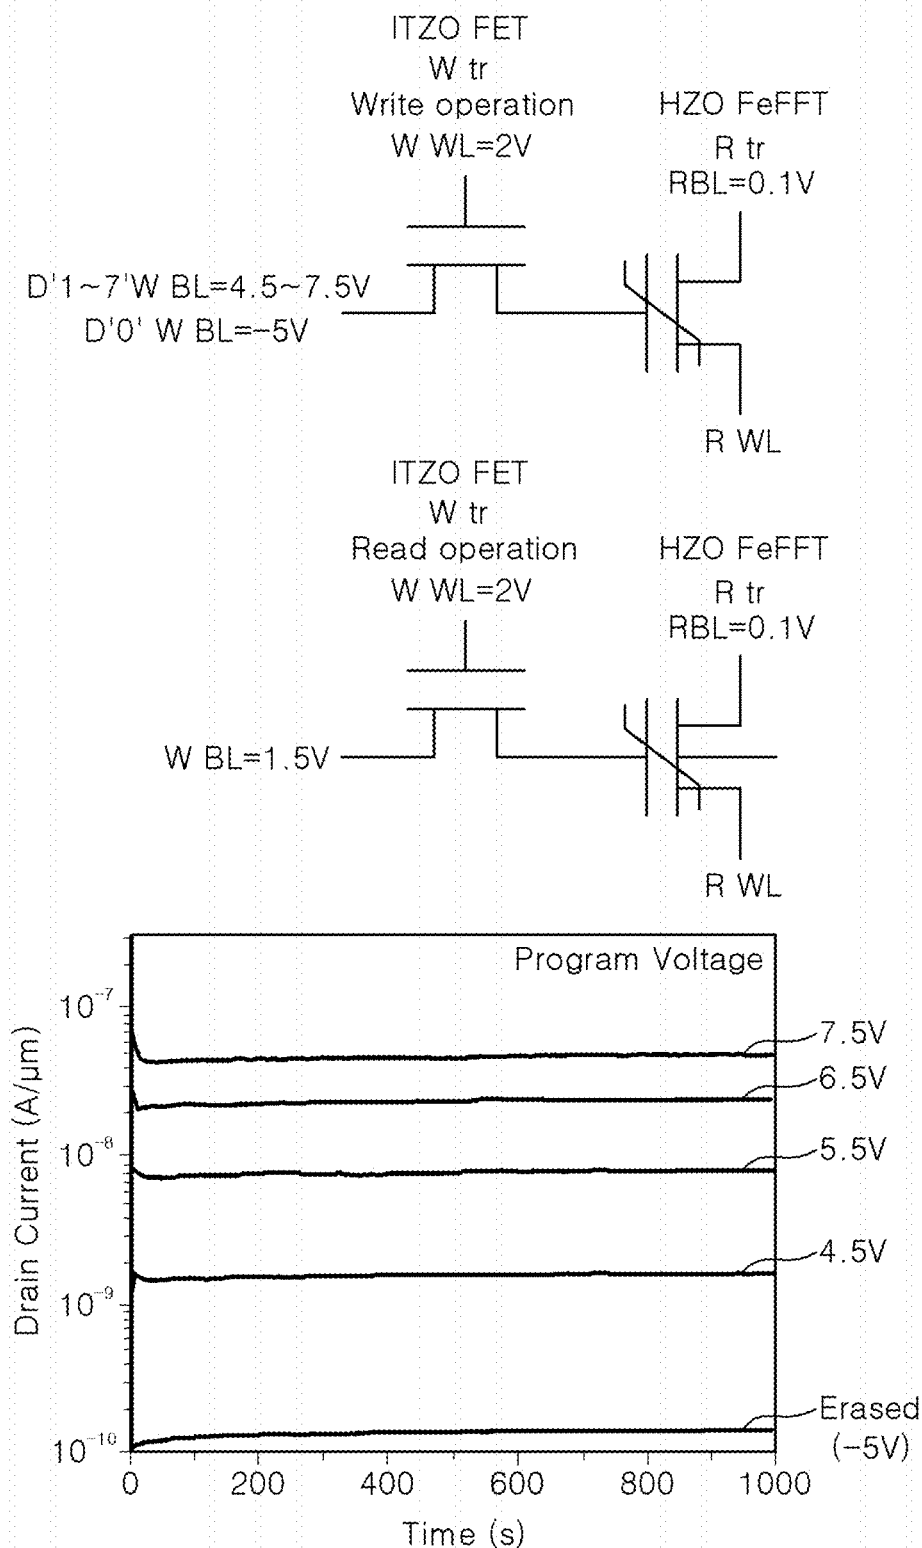 ITZO FET
W tr
Write operation
W WL=2V
HZO FeFFT
R tr
RBL=0.1V
D'1~7'W BL=4.5~7.5V
D'0' W BL=-5V
R WL
ITZO FET
W tr
Read operation
W WL=2V
HZO FeFFT
R tr
RBL=0.1V
W BL=1.5V
R WL
Program Voltage
10⁻⁷
10⁻⁸
10⁻⁹
10⁻¹⁰
Drain Current (A/μm)
7.5V
6.5V
5.5V
4.5V
Erased
(-5V)
0 200 400 600 800 1000
Time (s)